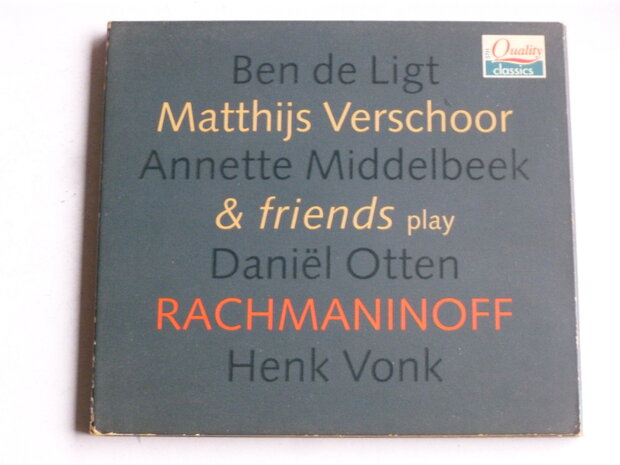 Quality
classics
Ben de Ligt
Matthijs Verschoor
Annette Middelbeek
& friends play
Daniël Otten
RACHMANINOFF
Henk Vonk